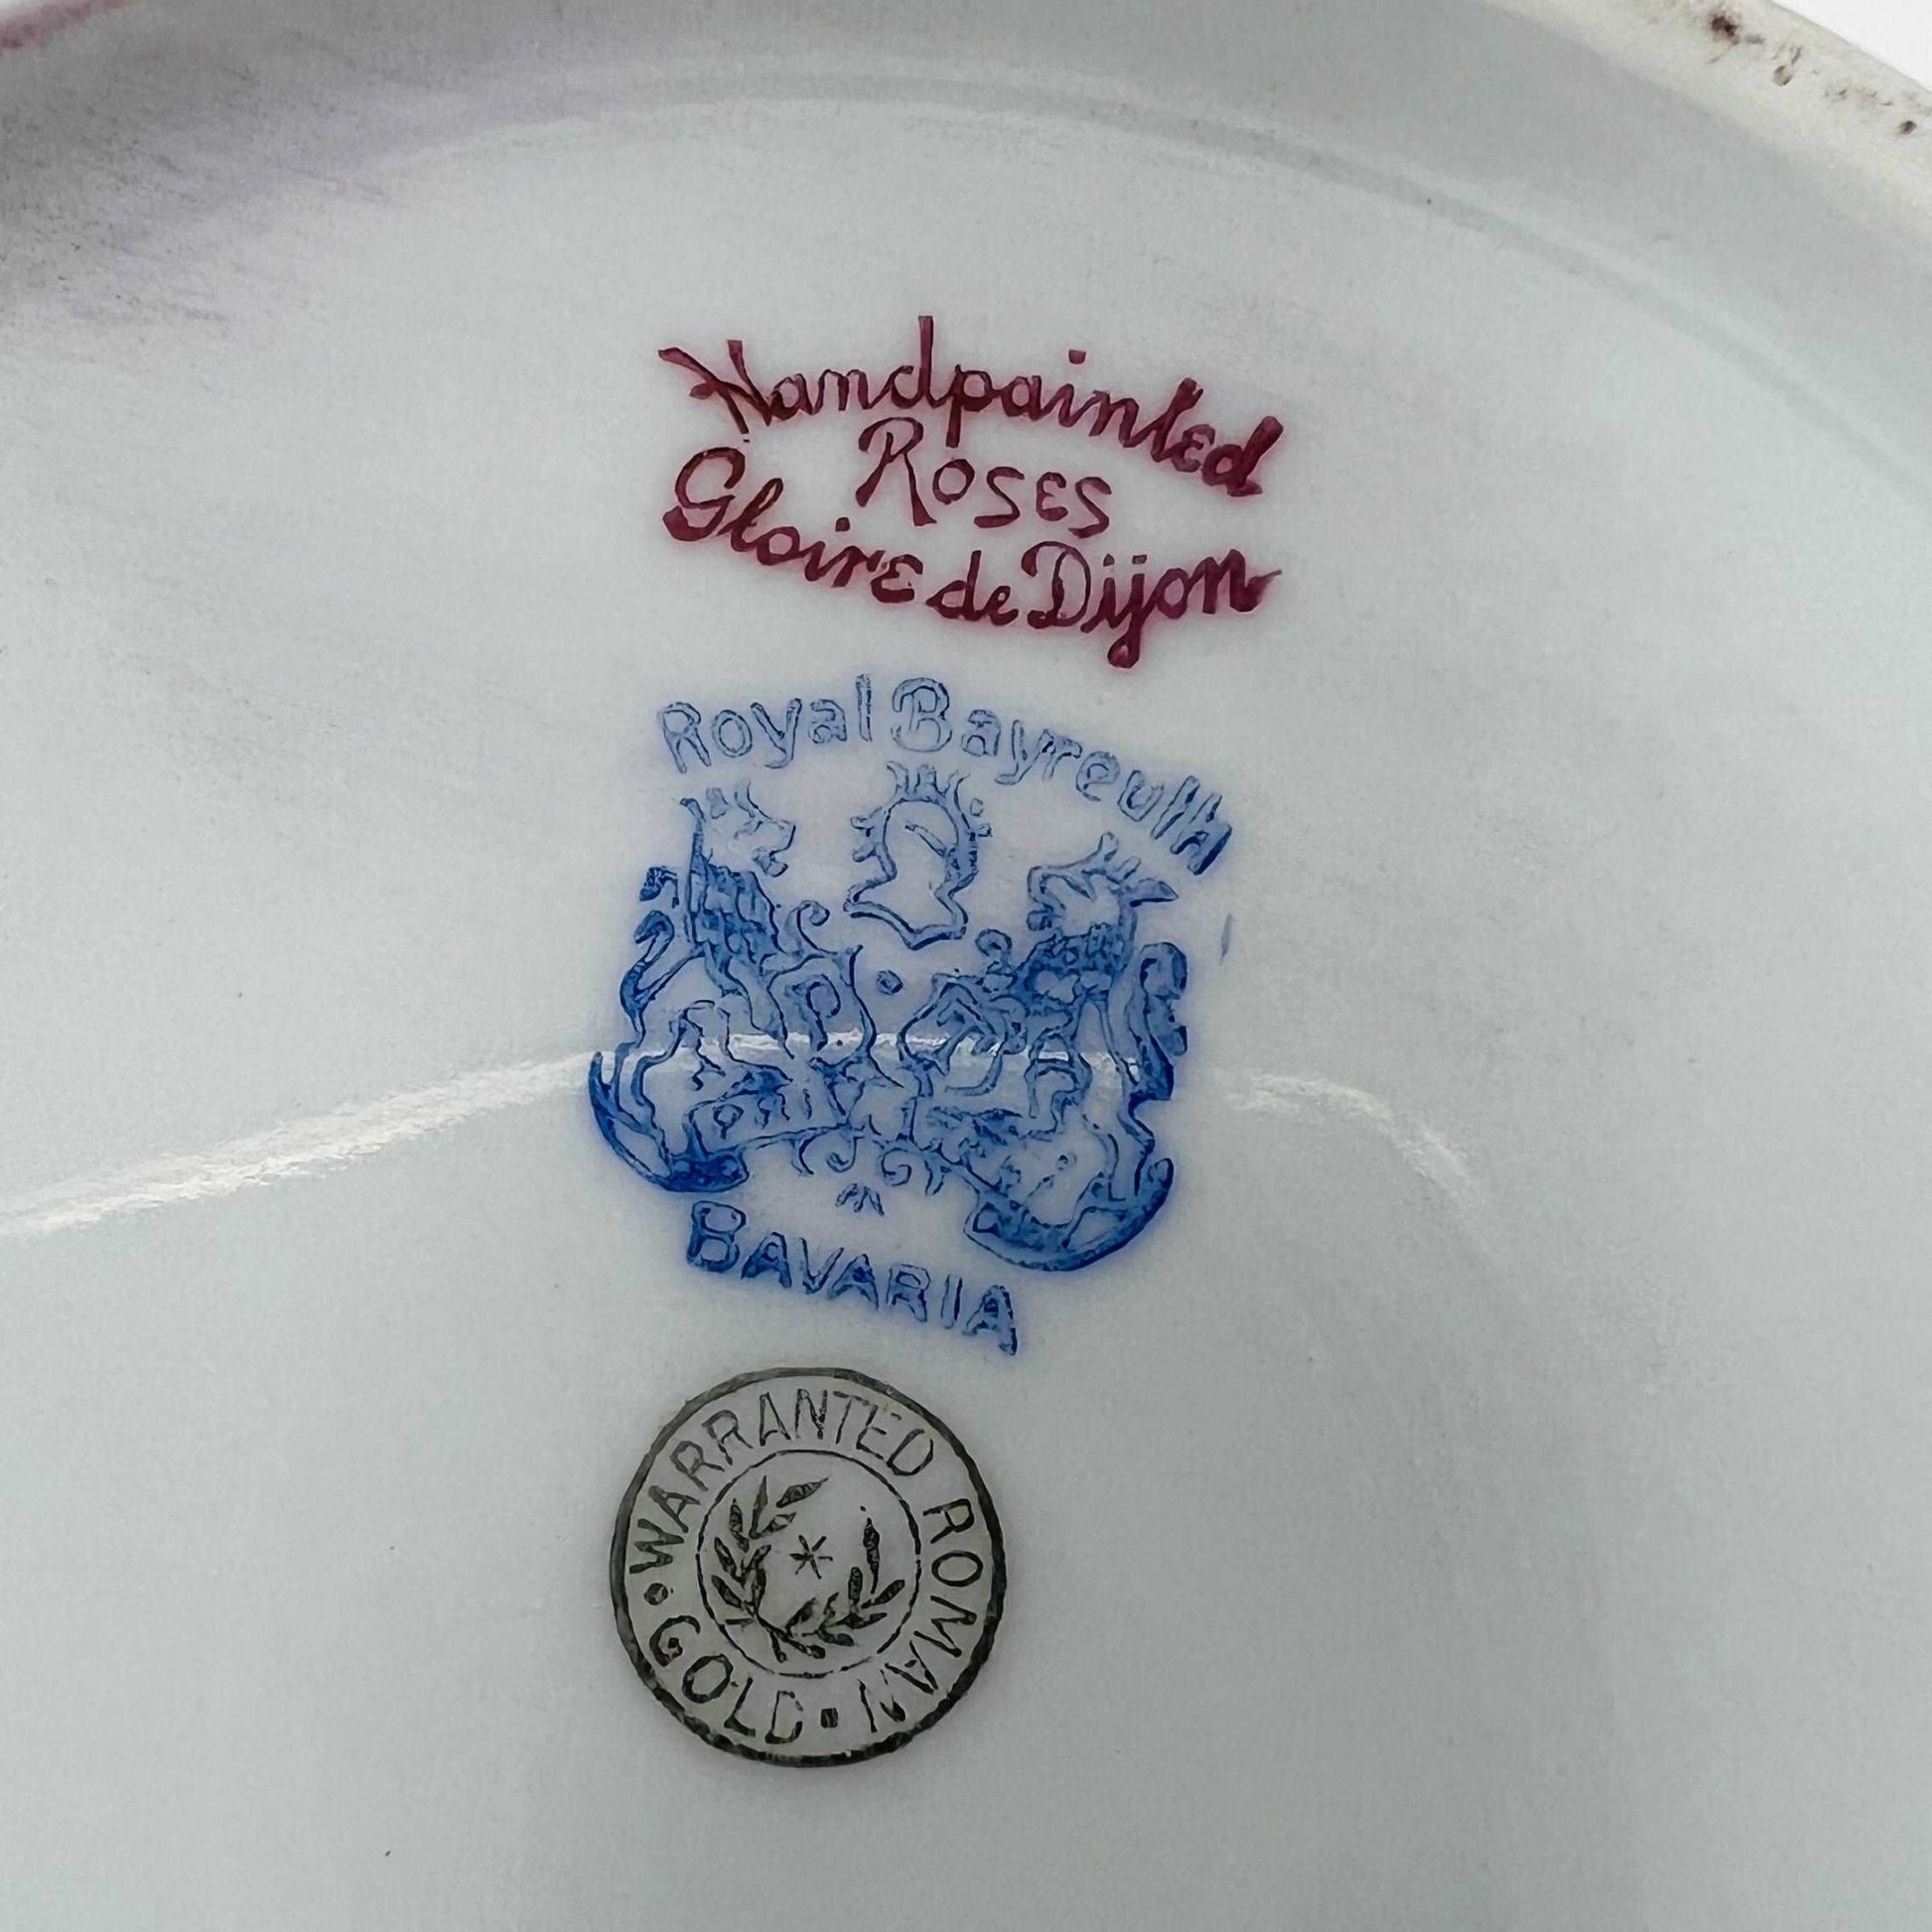 Handpainted
Roses
Gloire de Dijon
Royal Bayreuth
BAVARIA
WARRANTED ROMAN · GOLD ·